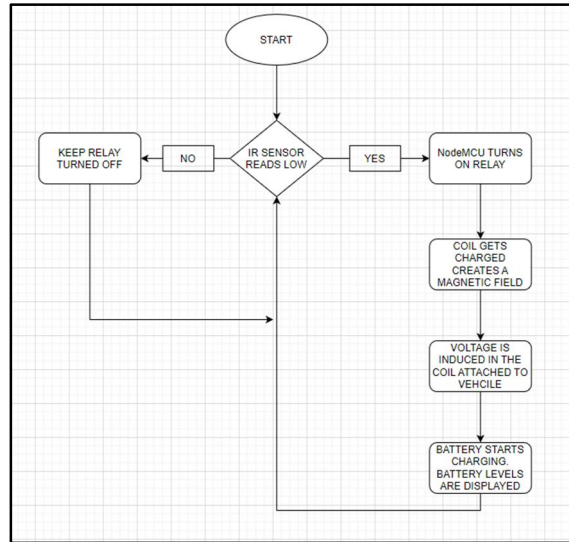 START
IR SENSOR
READS LOW
NO
YES
KEEP RELAY
TURNED OFF
NodeMCU TURNS
ON RELAY
COIL GETS
CHARGED
CREATES A
MAGNETIC FIELD
VOLTAGE IS
INDUCED IN THE
COIL ATTACHED TO
VEHCILE
BATTERY STARTS
CHARGING.
BATTERY LEVELS
ARE DISPLAYED